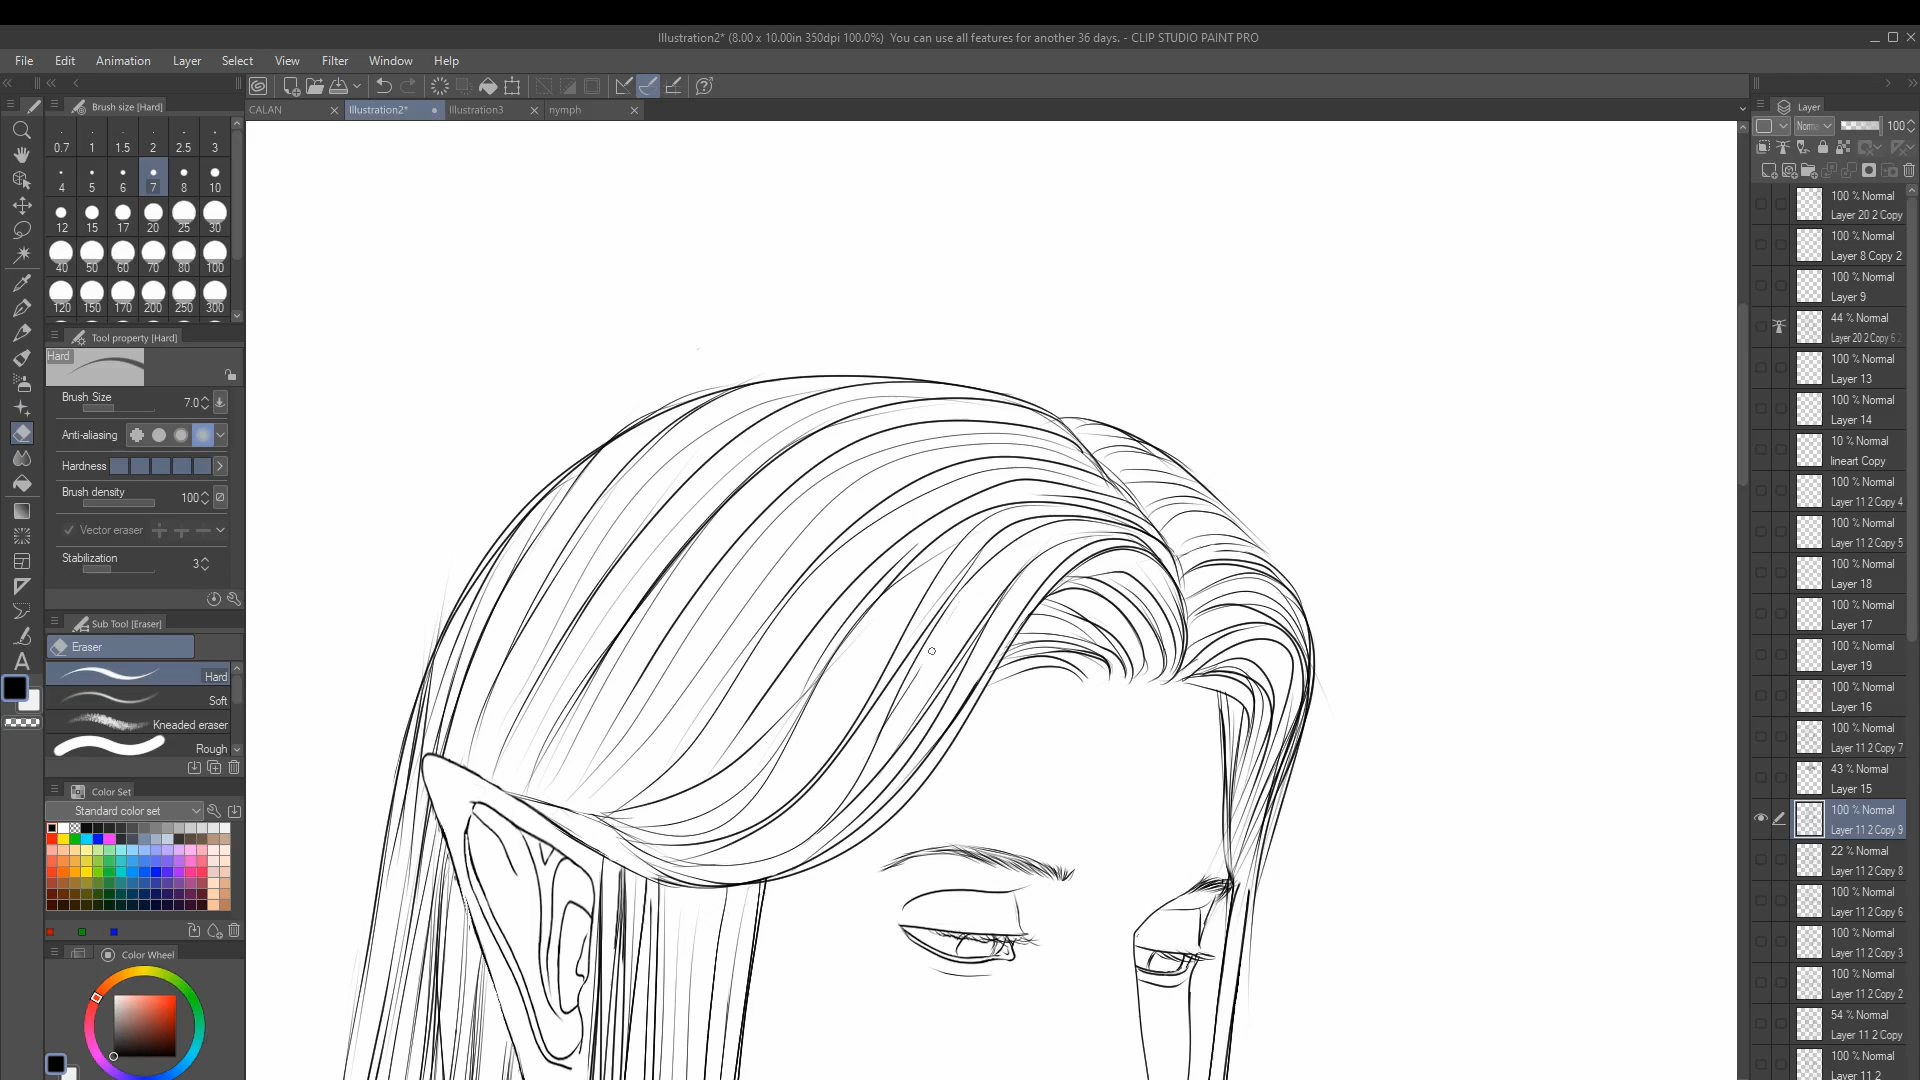 Illustration2* (8.00 x 10.00in 350dpi 100.0%)  You can use all features for another 36 days. - CLIP STUDIO PAINT PRO
File Edit Animation Layer Select View Filter Window Help
CALAN Illustration2* Illustration3 nymph
Brush size [Hard]
0.7 1 1.5 2 2.5 3
4 5 6 7 8 10
12 15 17 20 25 30
40 50 60 70 80 100
120 150 170 200 250 300
Tool property [Hard]
Hard
Brush Size 7.0
Anti-aliasing
Hardness
Brush density 100
Vector eraser
Stabilization 3
Sub Tool [Eraser]
Eraser
Hard
Soft
Kneaded eraser
Rough
Color Set
Standard color set
Color Wheel
A
Layer
100
100 % Normal
Layer 20 2 Copy
100 % Normal
Layer 8 Copy 2
100 % Normal
Layer 9
44 % Normal
Layer 20 2 Copy 6 2
100 % Normal
Layer 13
100 % Normal
Layer 14
10 % Normal
lineart Copy
100 % Normal
Layer 11 2 Copy 4
100 % Normal
Layer 11 2 Copy 5
100 % Normal
Layer 18
100 % Normal
Layer 17
100 % Normal
Layer 19
100 % Normal
Layer 16
100 % Normal
Layer 11 2 Copy 7
43 % Normal
Layer 15
100 % Normal
Layer 11 2 Copy 9
22 % Normal
Layer 11 2 Copy 8
100 % Normal
Layer 11 2 Copy 6
100 % Normal
Layer 11 2 Copy 3
100 % Normal
Layer 11 2 Copy 2
54 % Normal
Layer 11 2 Copy
100 % Normal
Layer 11 2